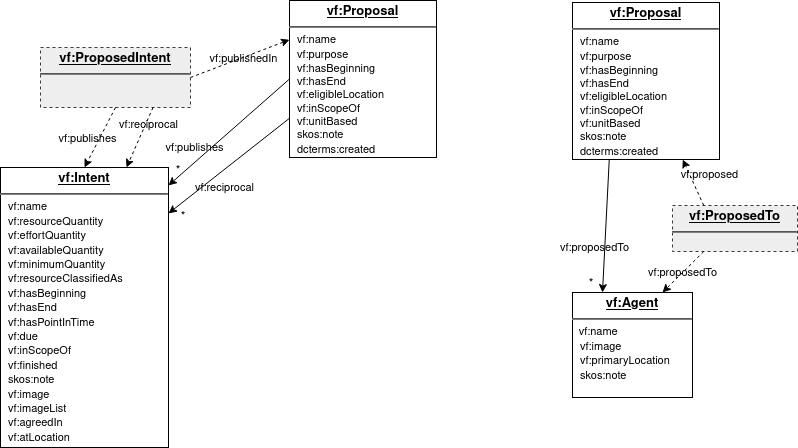 vf:Proposal
vf:name
vf:purpose
vf:hasBeginning
vf:hasEnd
vf:eligibleLocation
vf:inScopeOf
vf:unitBased
skos:note
dcterms:created
vf:ProposedIntent
vf:publishedIn
vf:publishes
vf:reciprocal
vf:publishes
*
vf:reciprocal
*
vf:Intent
vf:name
vf:resourceQuantity
vf:effortQuantity
vf:availableQuantity
vf:minimumQuantity
vf:resourceClassifiedAs
vf:hasBeginning
vf:hasEnd
vf:hasPointInTime
vf:due
vf:inScopeOf
vf:finished
skos:note
vf:image
vf:imageList
vf:agreedIn
vf:atLocation
vf:Proposal
vf:name
vf:purpose
vf:hasBeginning
vf:hasEnd
vf:eligibleLocation
vf:inScopeOf
vf:unitBased
skos:note
dcterms:created
vf:proposed
vf:ProposedTo
vf:proposedTo
vf:proposedTo
*
vf:Agent
vf:name
vf:image
vf:primaryLocation
skos:note